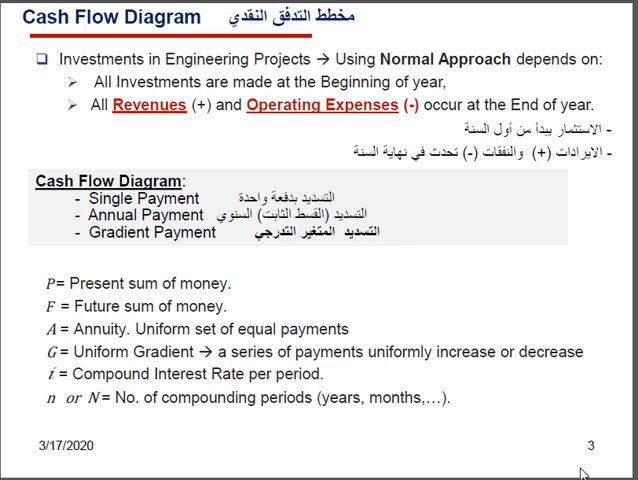 Cash Flow Diagram مخطط التدفق النقدي
❑ Investments in Engineering Projects → Using Normal Approach depends on:
➢ All Investments are made at the Beginning of year,
➢ All Revenues (+) and Operating Expenses (-) occur at the End of year.
- الاستثمار يبدأ من أول السنة
- الايرادات (+) والنفقات (-) تحدث في نهاية السنة
Cash Flow Diagram:
- Single Payment التسديد بدفعة واحدة
- Annual Payment التسديد (القسط الثابت) السنوي
- Gradient Payment التسديد المتغير التدرجي
P= Present sum of money.
F = Future sum of money.
A = Annuity. Uniform set of equal payments
G= Uniform Gradient → a series of payments uniformly increase or decrease
i = Compound Interest Rate per period.
n or N= No. of compounding periods (years, months,…).
3/17/2020 3